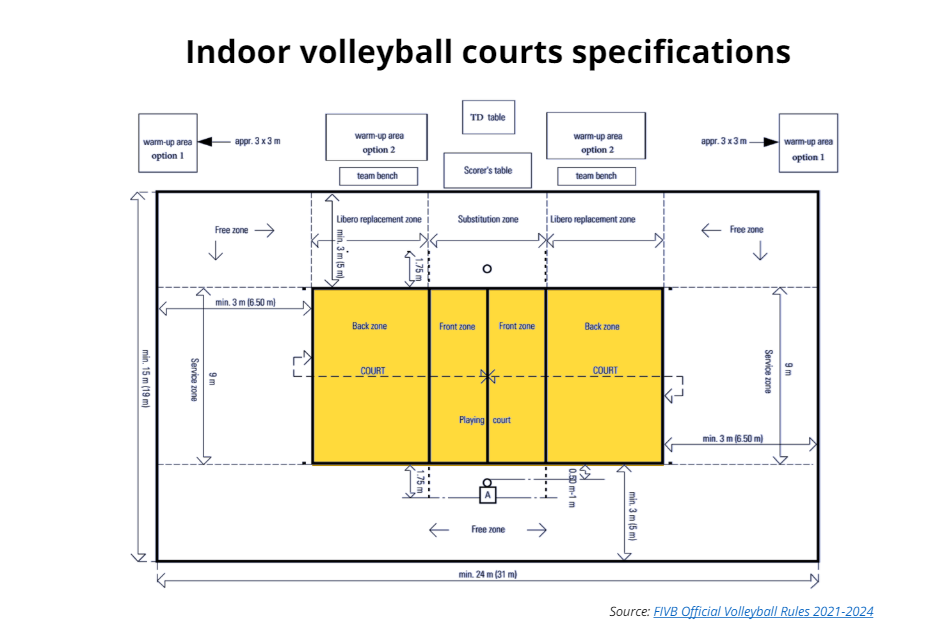 Indoor volleyball courts specifications
TD table
warm-up area
option 1
appr. 3 x 3 m
warm-up area
option 2
warm-up area
option 2
appr. 3 x 3 m
warm-up area
option 1
team bench
Scorer's table
team bench
Free zone
Libero replacement zone
Substitution zone
Libero replacement zone
Free zone
min. 3 m (5 m)
1.75 m
min. 3 m (6.50 m)
Back zone
Front zone
Front zone
Back zone
min. 15 m (19 m)
Service zone
9 m
COURT
COURT
Service zone
9 m
Playing court
min. 3 m (6.50 m)
1.75 m
A
0.50 m-1 m
min. 3 m (5 m)
Free zone
min. 24 m (31 m)
Source: FIVB Official Volleyball Rules 2021-2024